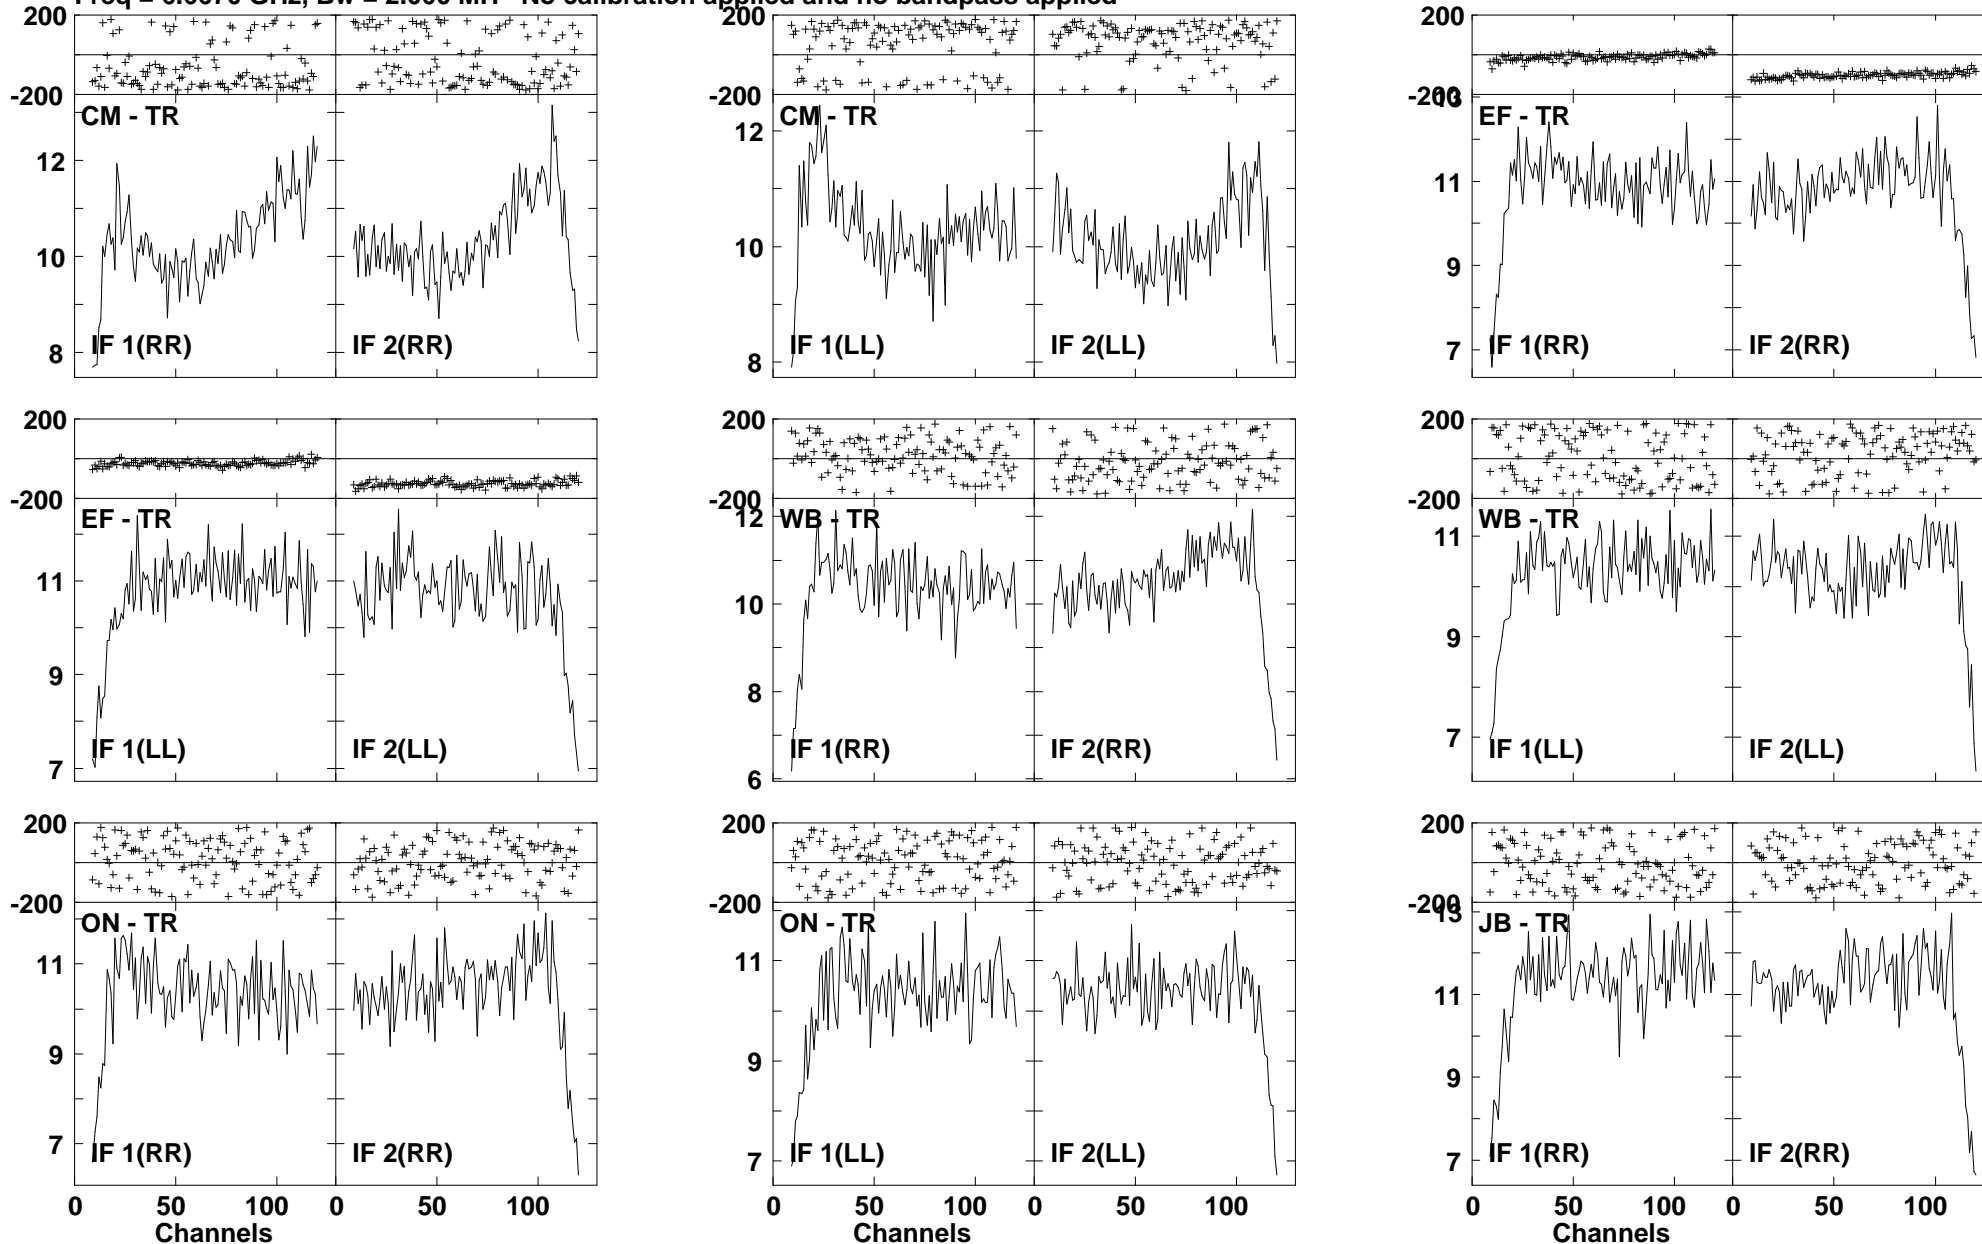 applied and no bandpass applied
200 200 200
-200 -200 -200 13
CM - TR CM - TR EF - TR
12 12 11
10 10 9
8 8 7
IF 1(RR) IF 2(RR) IF 1(LL) IF 2(LL) IF 1(RR) IF 2(RR)
200 200 200
-200 -200 -200
EF - TR WB - TR WB - TR
11 12 11
9 10 9
7 8 7
6
IF 1(LL) IF 2(LL) IF 1(RR) IF 2(RR) IF 1(LL) IF 2(LL)
200 200 200
-200 -200 -200 13
ON - TR ON - TR JB - TR
11 11 11
9 9 9
7 7 7
IF 1(RR) IF 2(RR) IF 1(LL) IF 2(LL) IF 1(RR) IF 2(RR)
0 50 100 0 50 100 0 50 100 0 50 100 0 50 100 0 50 100
Channels Channels Channels